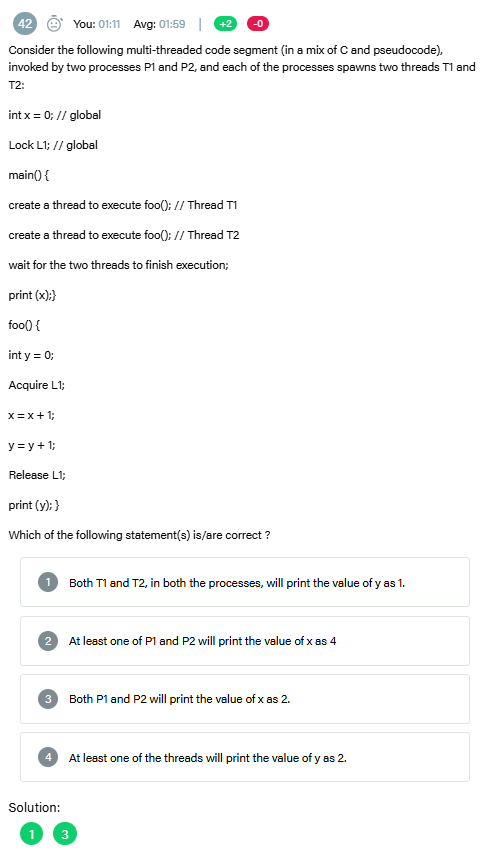 42 You: 01:11 Avg: 01:59 | +2 -0
Consider the following multi-threaded code segment (in a mix of C and pseudocode),
invoked by two processes P1 and P2, and each of the processes spawns two threads T1 and
T2:
int x = 0; // global
Lock L1; // global
main() {
create a thread to execute foo(); // Thread T1
create a thread to execute foo(); // Thread T2
wait for the two threads to finish execution;
print (x);}
foo() {
int y = 0;
Acquire L1;
x = x + 1;
y = y + 1;
Release L1;
print (y); }
Which of the following statement(s) is/are correct ?
1 Both T1 and T2, in both the processes, will print the value of y as 1.
2 At least one of P1 and P2 will print the value of x as 4
3 Both P1 and P2 will print the value of x as 2.
4 At least one of the threads will print the value of y as 2.
Solution:
1 3